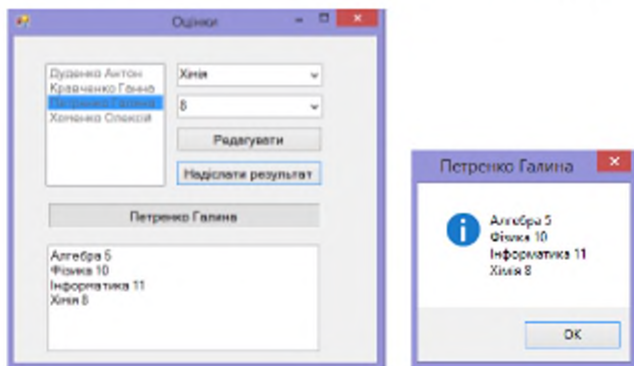 Оцінки
Дуденко Антон
Кравченко Ганна
Петренко Галина
Хоменко Олексій
Хімія
8
Редагувати
Надіслати результат
Петренко Галина
Алгебра 5
Фізика 10
Інформатика 11
Хімія 8
Петренко Галина
Алгебра 5
Фізика 10
Інформатика 11
Хімія 8
OK